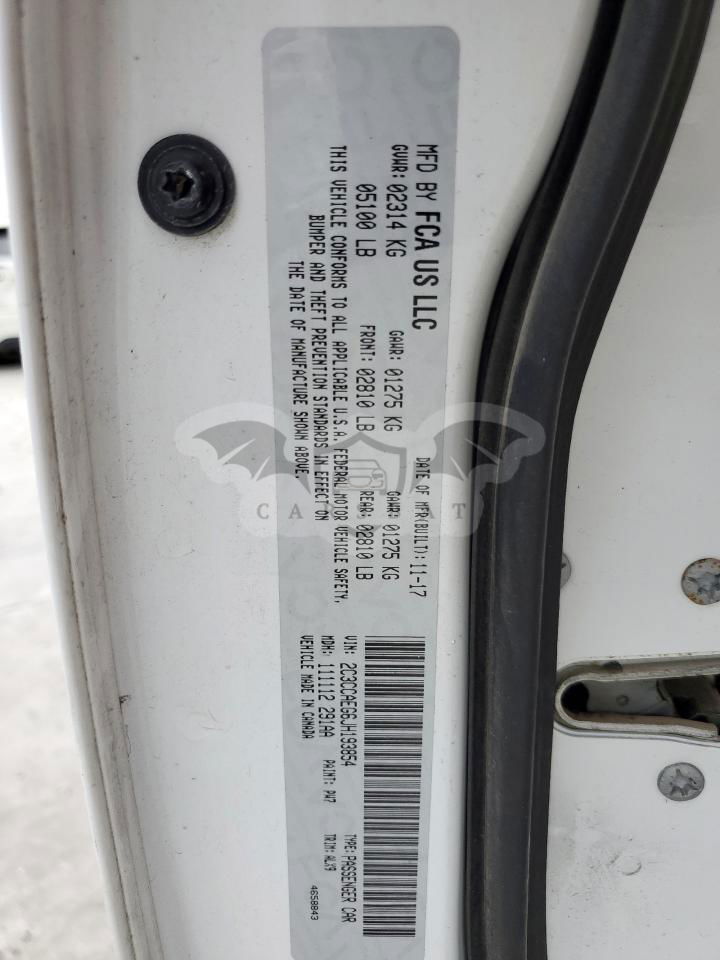 MFD BY FCA US LLC
DATE OF MFR(BUILT): 11-17
GVWR: 02314 KG GAWR: 01275 KG GAWR: 01275 KG
05100 LB FRONT: 02810 LB REAR: 02810 LB
THIS VEHICLE CONFORMS TO ALL APPLICABLE U.S.A. FEDERAL MOTOR VEHICLE SAFETY,
BUMPER AND THEFT PREVENTION STANDARDS IN EFFECT ON
THE DATE OF MANUFACTURE SHOWN ABOVE.
VIN: 2C3CCAEG6JH193854 TYPE: PASSENGER CAR
MDH: 111112 291AA PAINT: PW7 TRIM: ALX9
VEHICLE MADE IN CANADA 4658843